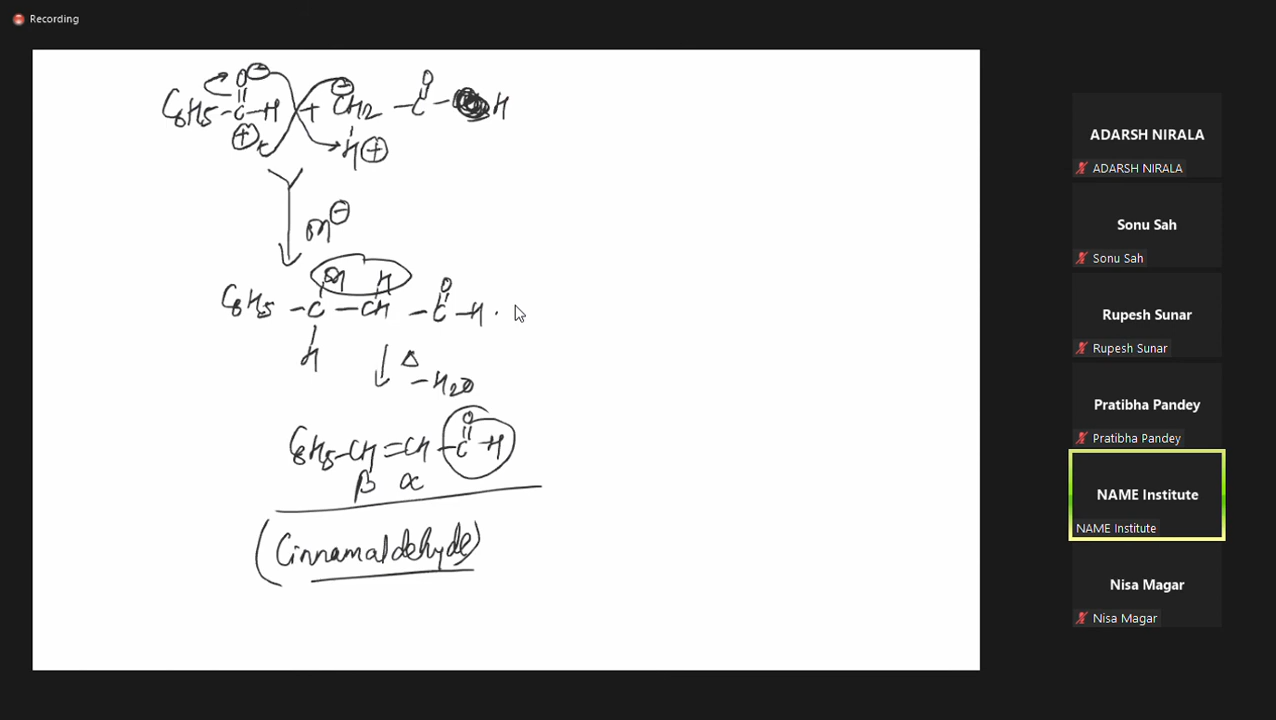 Recording
C6H5-C-H + CH2-C-H
O⊖ ⊖ O
⊕ H⊕
OH⊖
C6H5-C-CH-C-H.
OH H O
H
Δ
-H2O
C6H5-CH=CH-C-H
O
β α
(Cinnamaldehyde)
ADARSH NIRALA
ADARSH NIRALA
Sonu Sah
Sonu Sah
Rupesh Sunar
Rupesh Sunar
Pratibha Pandey
Pratibha Pandey
NAME Institute
NAME Institute
Nisa Magar
Nisa Magar